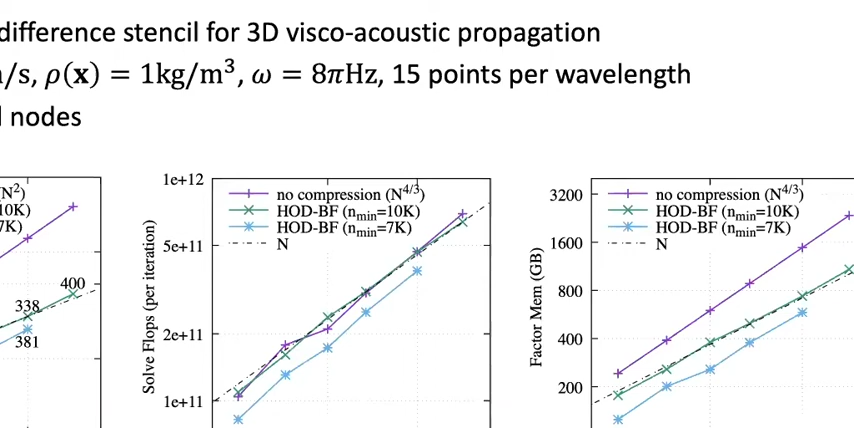 difference stencil for 3D visco-acoustic propagation
/s, ρ(x) = 1kg/m³, ω = 8πHz, 15 points per wavelength
nodes
(N²)
10K)
7K)
400
338
381
Solve Flops (per iteration)
1e+12
5e+11
2e+11
1e+11
no compression (N^4/3)
HOD-BF (n_min=10K)
HOD-BF (n_min=7K)
N
Factor Mem (GB)
3200
1600
800
400
200
no compression (N^4/3)
HOD-BF (n_min=10K)
HOD-BF (n_min=7K)
N